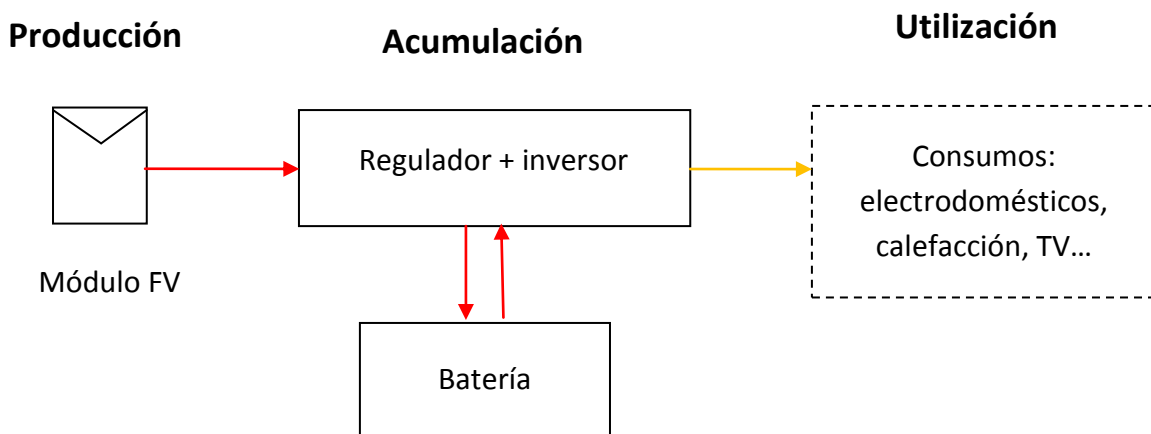 Producción
Acumulación
Utilización
Módulo FV
Regulador + inversor
Batería
Consumos:
electrodomésticos,
calefacción, TV…